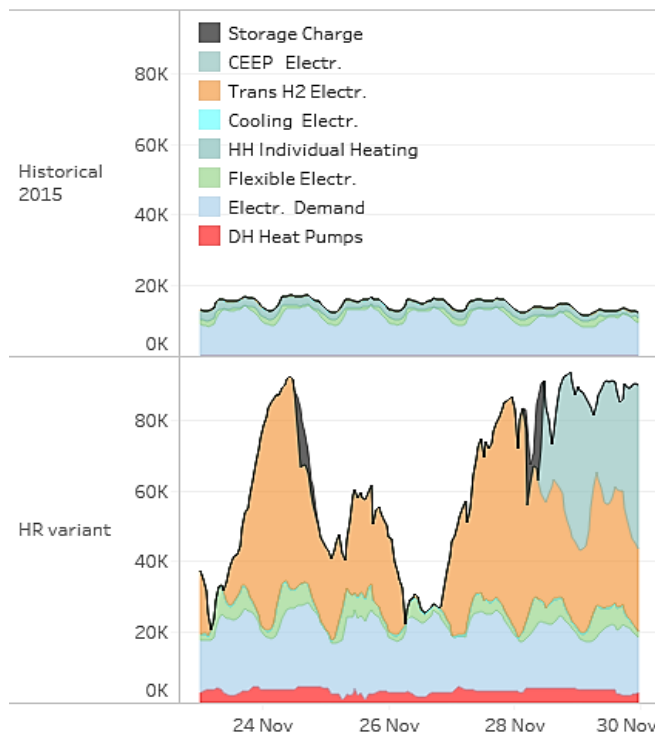 Storage Charge
CEEP Electr.
Trans H2 Electr.
Cooling Electr.
HH Individual Heating
Flexible Electr.
Electr. Demand
DH Heat Pumps
Historical
2015
80K
60K
40K
20K
0K
HR variant
80K
60K
40K
20K
0K
24 Nov
26 Nov
28 Nov
30 Nov